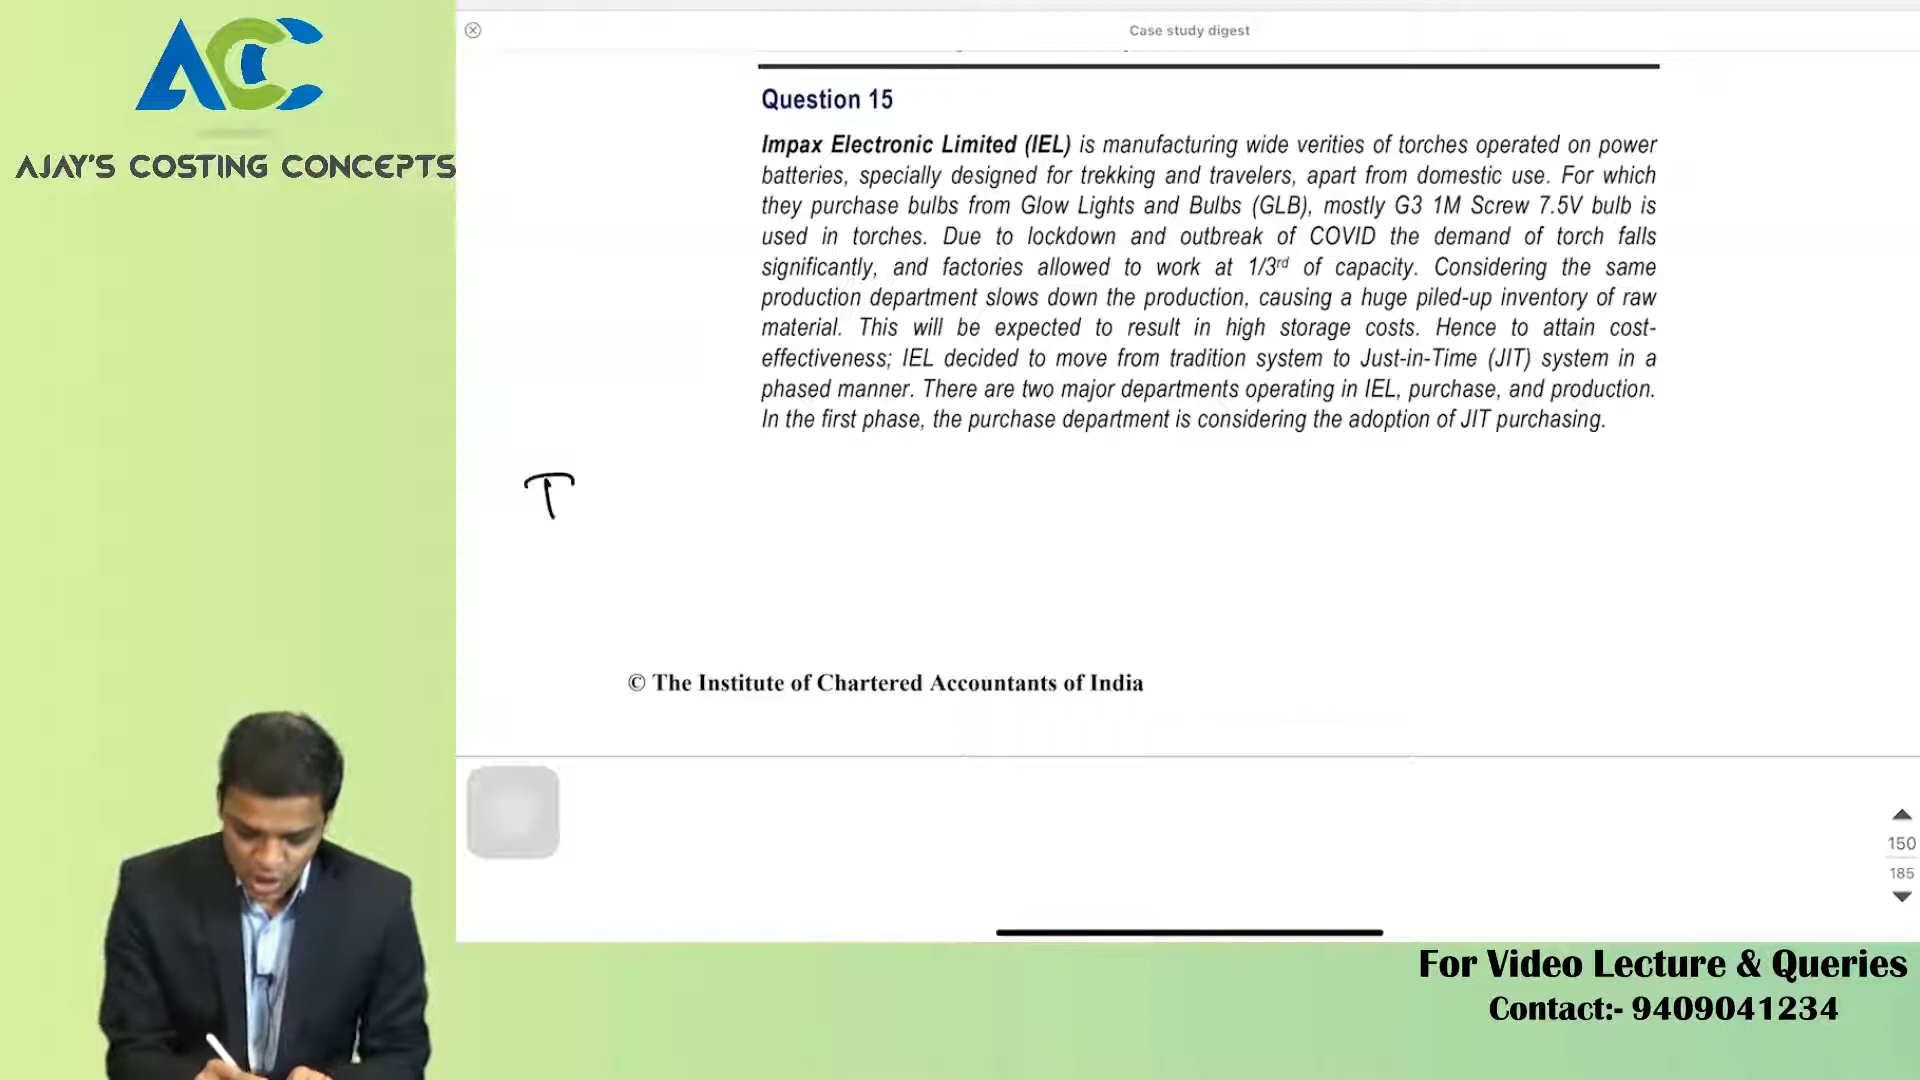 ACC
AJAY'S COSTING CONCEPTS
Case study digest
Question 15
Impax Electronic Limited (IEL) is manufacturing wide verities of torches operated on power
batteries, specially designed for trekking and travelers, apart from domestic use. For which
they purchase bulbs from Glow Lights and Bulbs (GLB), mostly G3 1M Screw 7.5V bulb is
used in torches. Due to lockdown and outbreak of COVID the demand of torch falls
significantly, and factories allowed to work at 1/3rd of capacity. Considering the same
production department slows down the production, causing a huge piled-up inventory of raw
material. This will be expected to result in high storage costs. Hence to attain cost-
effectiveness; IEL decided to move from tradition system to Just-in-Time (JIT) system in a
phased manner. There are two major departments operating in IEL, purchase, and production.
In the first phase, the purchase department is considering the adoption of JIT purchasing.
T
© The Institute of Chartered Accountants of India
150
185
For Video Lecture & Queries
Contact:- 9409041234